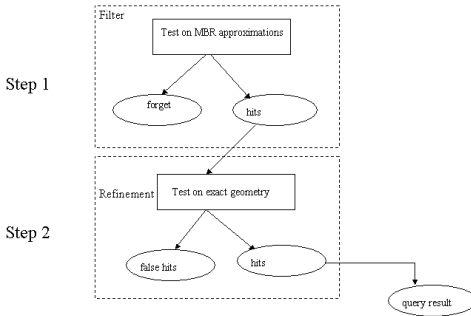 Filter
Test on MBR approximations
Step 1
forget
hits
Refinement
Test on exact geometry
Step 2
false hits
hits
query result